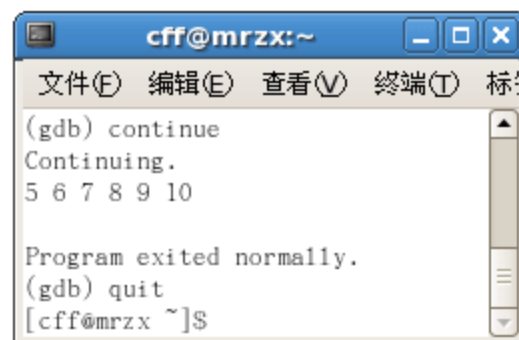 cff@mrzx:~
文件(F) 编辑(E) 查看(V) 终端(T)
(gdb) continue
Continuing.
5 6 7 8 9 10
Program exited normally.
(gdb) quit
[cff@mrzx ~]$